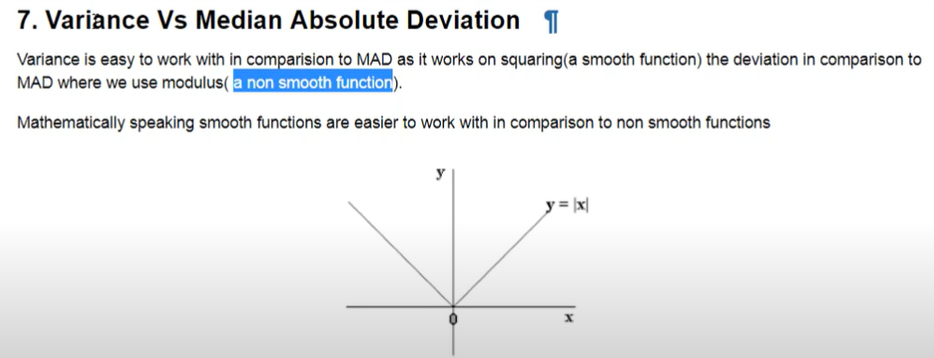 7. Variance Vs Median Absolute Deviation ¶
Variance is easy to work with in comparision to MAD as it works on squaring(a smooth function) the deviation in comparison to
MAD where we use modulus( a non smooth function).
Mathematically speaking smooth functions are easier to work with in comparison to non smooth functions
y
y = |x|
0
x